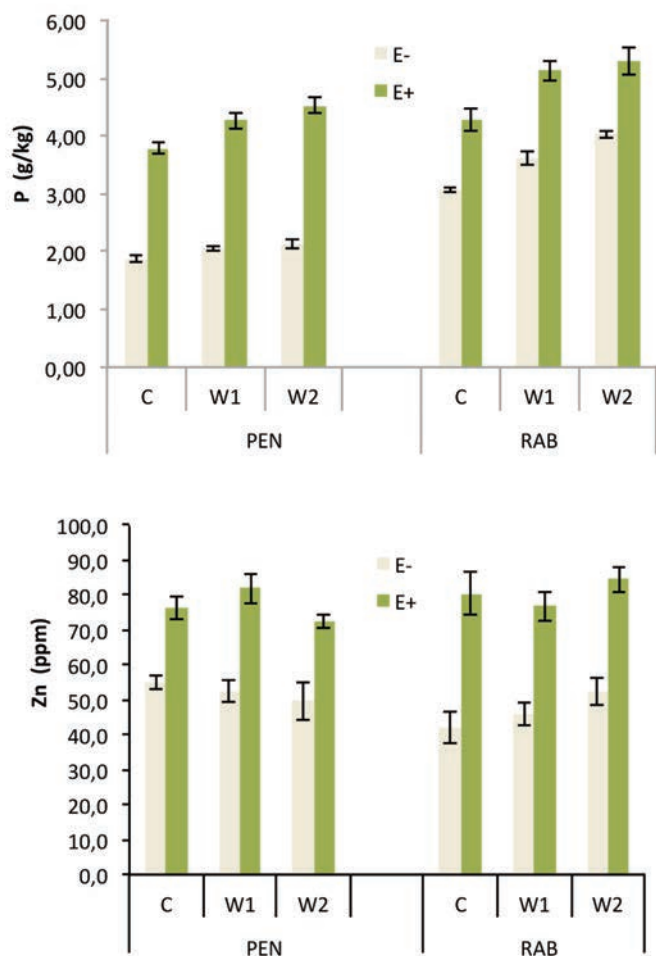 6,00
5,00
4,00
3,00
2,00
1,00
0,00
P (g/kg)
E-
E+
C W1 W2 C W1 W2
PEN RAB
100,0
90,0
80,0
70,0
60,0
50,0
40,0
30,0
20,0
10,0
0,0
Zn (ppm)
E-
E+
C W1 W2 C W1 W2
PEN RAB